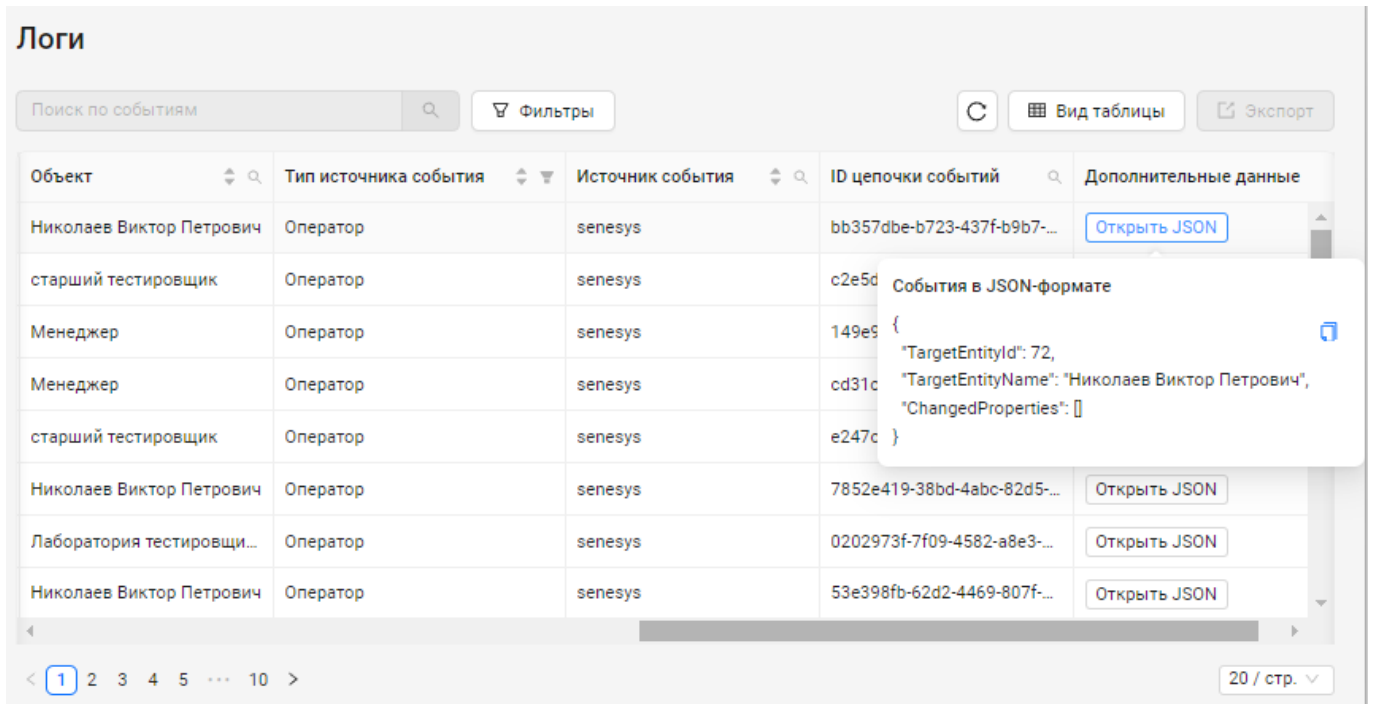 Логи
Поиск по событиям Фильтры Вид таблицы Экспорт
Объект Тип источника события Источник события ID цепочки событий Дополнительные данные
Николаев Виктор Петрович Оператор senesys bb357dbe-b723-437f-b9b7-... Открыть JSON
старший тестировщик Оператор senesys c2e5d
События в JSON-формате
Менеджер Оператор senesys 149e9
{
"TargetEntityId": 72,
Менеджер Оператор senesys cd31c
"TargetEntityName": "Николаев Виктор Петрович",
"ChangedProperties": []
старший тестировщик Оператор senesys e247c
}
Николаев Виктор Петрович Оператор senesys 7852e419-38bd-4abc-82d5-... Открыть JSON
Лаборатория тестировщи... Оператор senesys 0202973f-7f09-4582-a8e3-... Открыть JSON
Николаев Виктор Петрович Оператор senesys 53e398fb-62d2-4469-807f-... Открыть JSON
< 1 2 3 4 5 ··· 10 > 20 / стр.